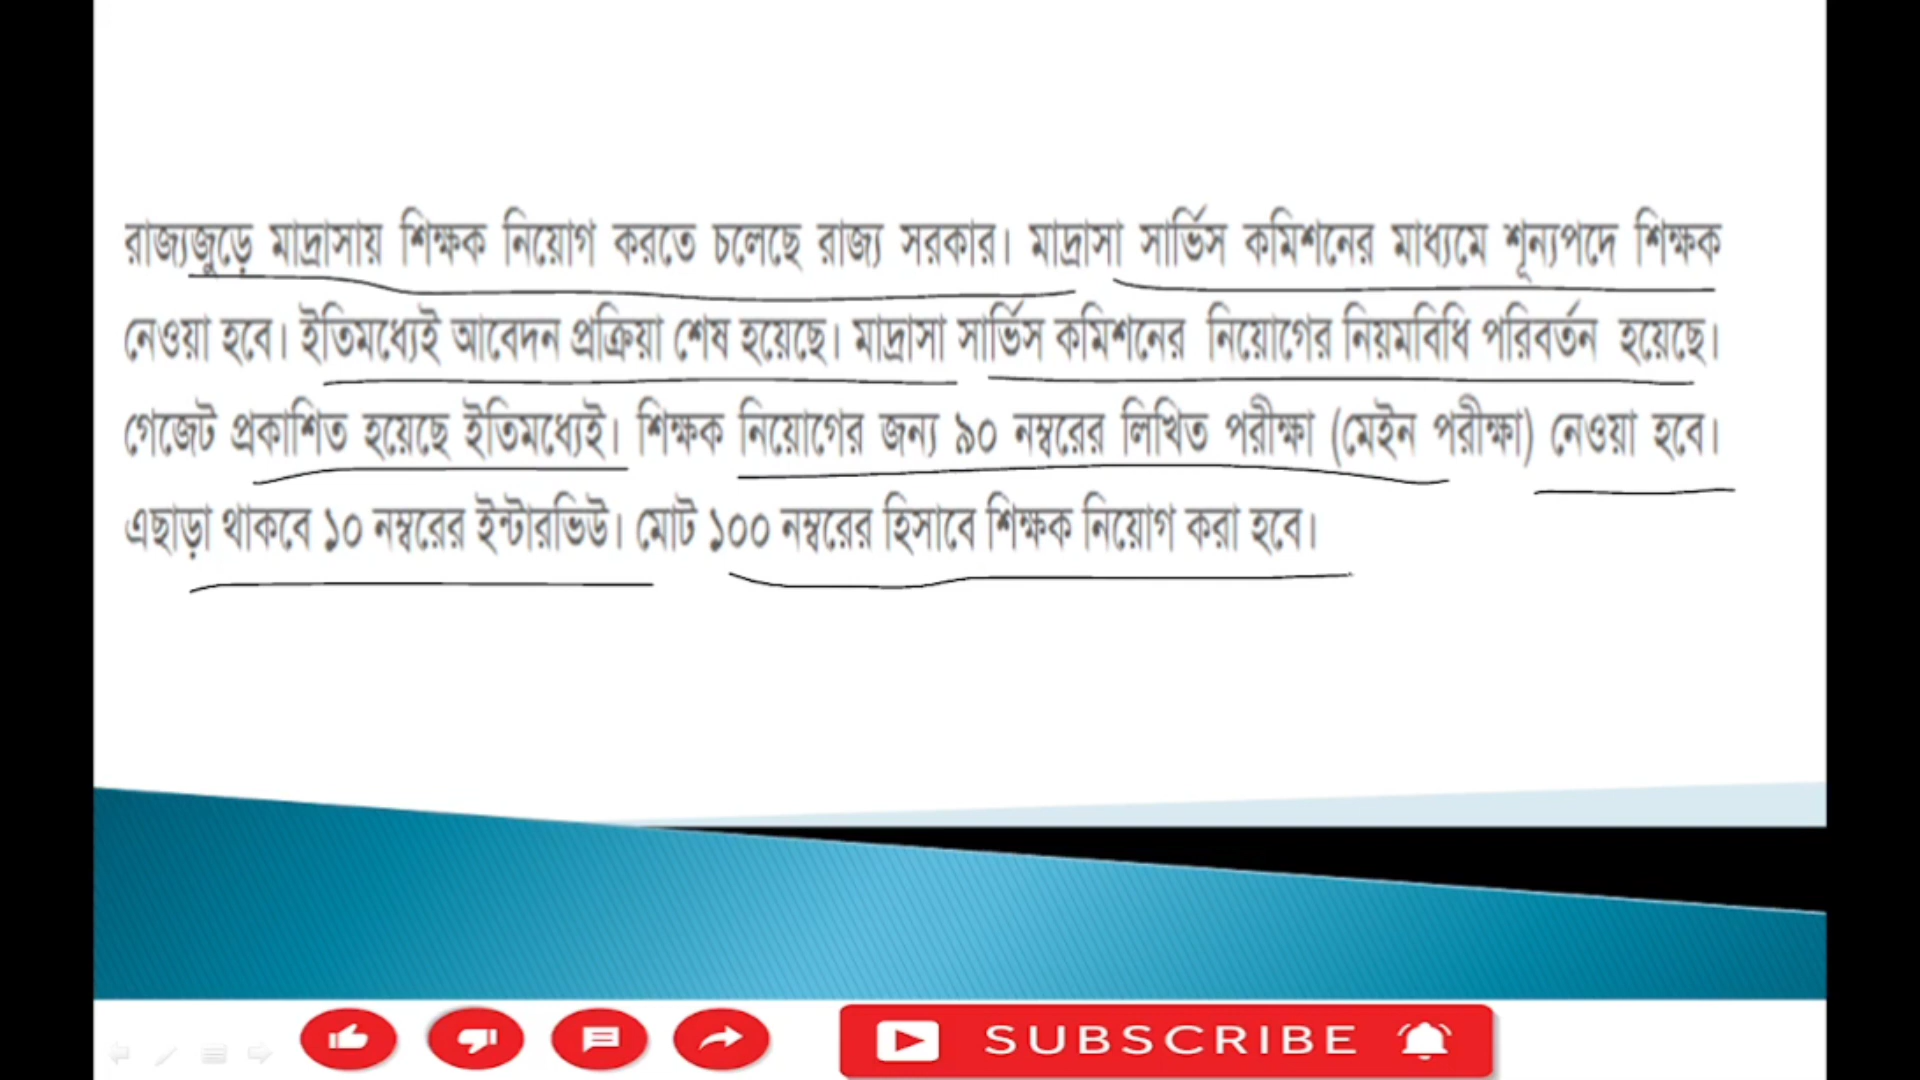 রাজ্যজুড়ে মাদ্রাসায় শিক্ষক নিয়োগ করতে চলেছে রাজ্য সরকার। মাদ্রাসা সার্ভিস কমিশনের মাধ্যমে শূন্যপদে শিক্ষক
নেওয়া হবে। ইতিমধ্যেই আবেদন প্রক্রিয়া শেষ হয়েছে। মাদ্রাসা সার্ভিস কমিশনের নিয়োগের নিয়মবিধি পরিবর্তন হয়েছে।
গেজেট প্রকাশিত হয়েছে ইতিমধ্যেই। শিক্ষক নিয়োগের জন্য ৯০ নম্বরের লিখিত পরীক্ষা (মেইন পরীক্ষা) নেওয়া হবে।
এছাড়া থাকবে ১০ নম্বরের ইন্টারভিউ। মোট ১০০ নম্বরের হিসাবে শিক্ষক নিয়োগ করা হবে।
SUBSCRIBE